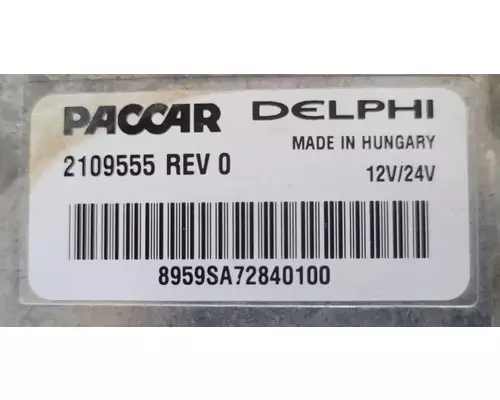 PACCAR DELPHI
MADE IN HUNGARY
2109555 REV 0
12V/24V
8959SA72840100